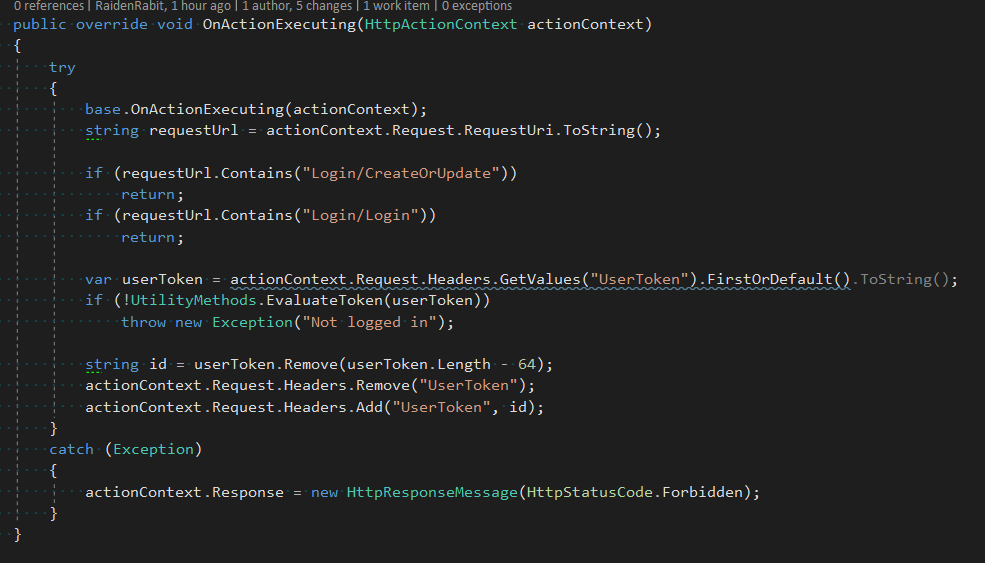 0 references | RaidenRabit, 1 hour ago | 1 author, 5 changes | 1 work item | 0 exceptions
public override void OnActionExecuting(HttpActionContext actionContext)
{
    try
    {
        base.OnActionExecuting(actionContext);
        string requestUrl = actionContext.Request.RequestUri.ToString();

        if (requestUrl.Contains("Login/CreateOrUpdate"))
            return;
        if (requestUrl.Contains("Login/Login"))
            return;

        var userToken = actionContext.Request.Headers.GetValues("UserToken").FirstOrDefault().ToString();
        if (!UtilityMethods.EvaluateToken(userToken))
            throw new Exception("Not logged in");

        string id = userToken.Remove(userToken.Length - 64);
        actionContext.Request.Headers.Remove("UserToken");
        actionContext.Request.Headers.Add("UserToken", id);
    }
    catch (Exception)
    {
        actionContext.Response = new HttpResponseMessage(HttpStatusCode.Forbidden);
    }
}